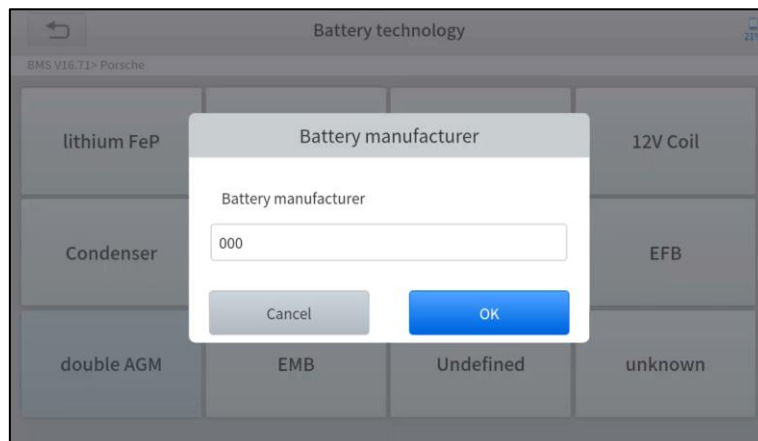 Battery technology
21%
BMS V16.71> Porsche
lithium FeP
12V Coil
Battery manufacturer
Battery manufacturer
000
Condenser
EFB
Cancel
OK
double AGM
EMB
Undefined
unknown